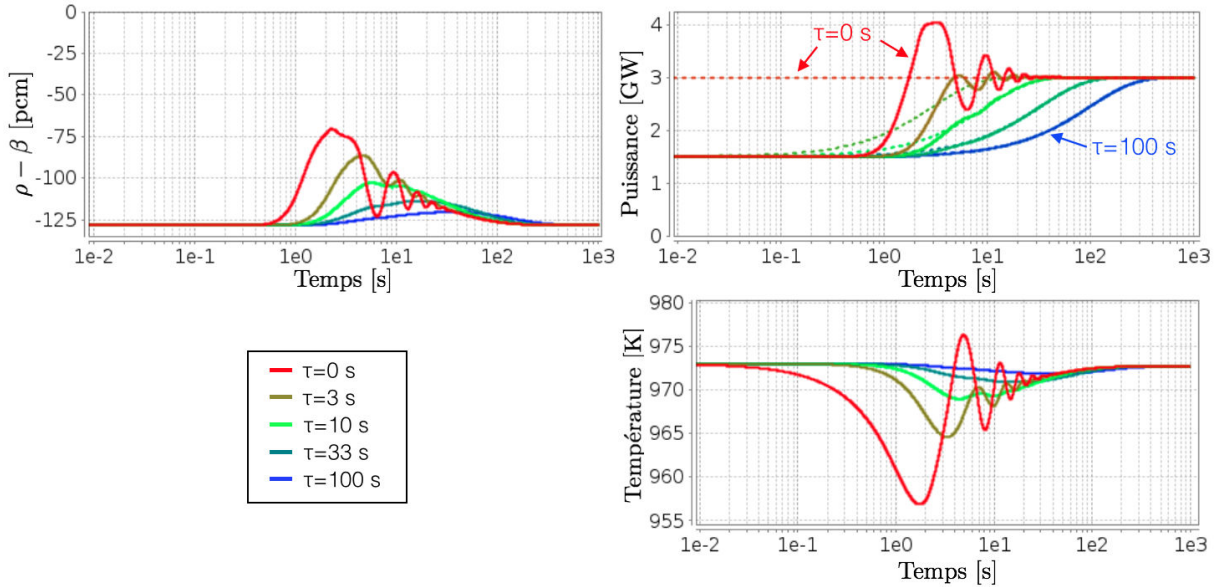 0
-25
-50
-75
-100
-125
ρ − β [pcm]
1e-2 1e-1 1e0 1e1 1e2 1e3
Temps [s]
4
3
2
1
0
Puissance [GW]
τ=0 s
τ=100 s
1e-2 1e-1 1e0 1e1 1e2 1e3
Temps [s]
τ=0 s
τ=3 s
τ=10 s
τ=33 s
τ=100 s
980
975
970
965
960
955
Température [K]
1e-2 1e-1 1e0 1e1 1e2 1e3
Temps [s]